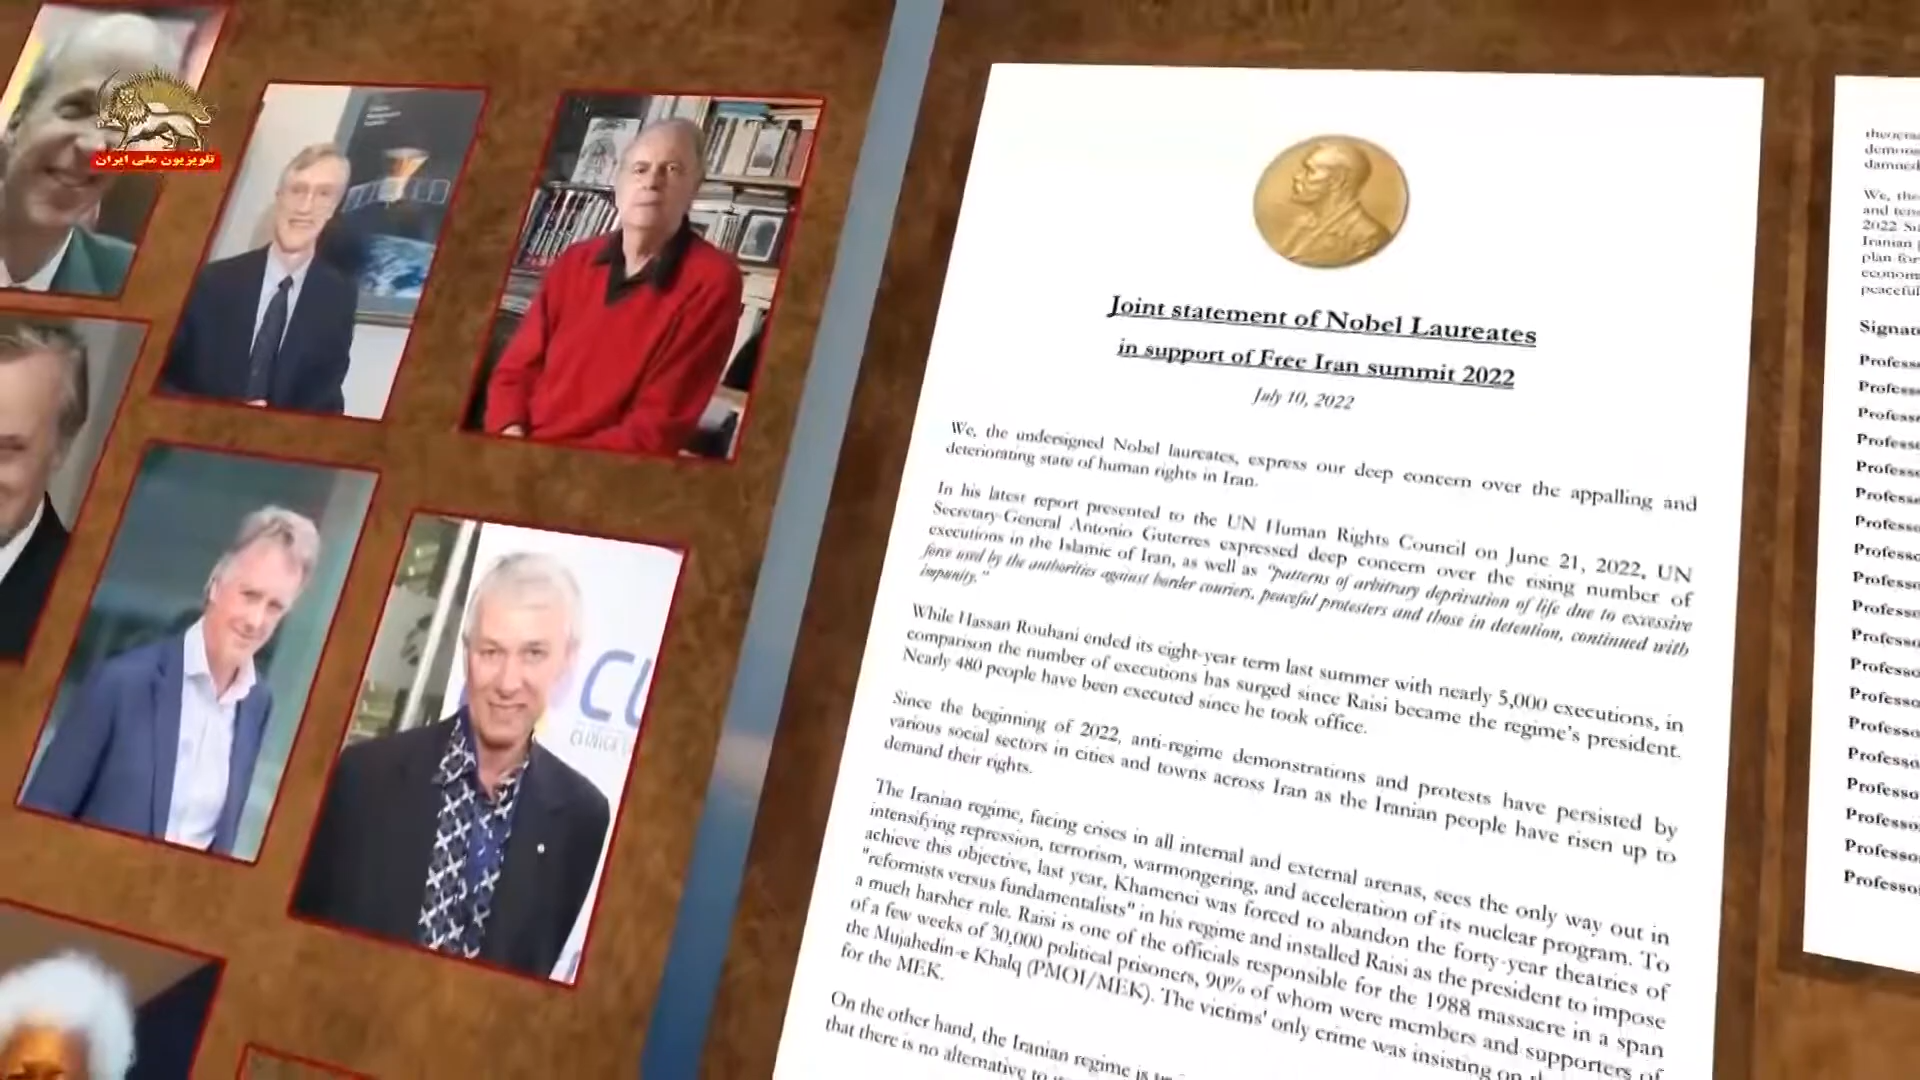 تلویزیون ملی ایران
CU
Joint statement of Nobel Laureates
in support of Free Iran summit 2022
July 10, 2022
We, the undersigned Nobel laureates, express our deep concern over the appalling and
deteriorating state of human rights in Iran.
In his latest report presented to the UN Human Rights Council on June 21, 2022, UN
Secretary-General Antonio Guterres expressed deep concern over the rising number of
executions in the Islamic of Iran, as well as "patterns of arbitrary deprivation of life due to excessive
force used by the authorities against border couriers, peaceful protesters and those in detention, continued with
impunity."
While Hassan Rouhani ended its eight-year term last summer with nearly 5,000 executions, in
comparison the number of executions has surged since Raisi became the regime's president.
Nearly 480 people have been executed since he took office.
Since the beginning of 2022, anti-regime demonstrations and protests have persisted by
various social sectors in cities and towns across Iran as the Iranian people have risen up to
demand their rights.
The Iranian regime, facing crises in all internal and external arenas, sees the only way out in
intensifying repression, terrorism, warmongering, and acceleration of its nuclear program. To
achieve this objective, last year, Khamenei was forced to abandon the forty-year theatrics of
"reformists versus fundamentalists" in his regime and installed Raisi as the president to impose
a much harsher rule. Raisi is one of the officials responsible for the 1988 massacre in a span
of a few weeks of 30,000 political prisoners, 90% of whom were members and supporters of
the Mujahedin-e Khalq (PMOI/MEK). The victims' only crime was insisting on
for the MEK.
On the other hand, the Iranian regime is
that there is no alternative to
We, the
2022
Iranian
plan for
peaceful